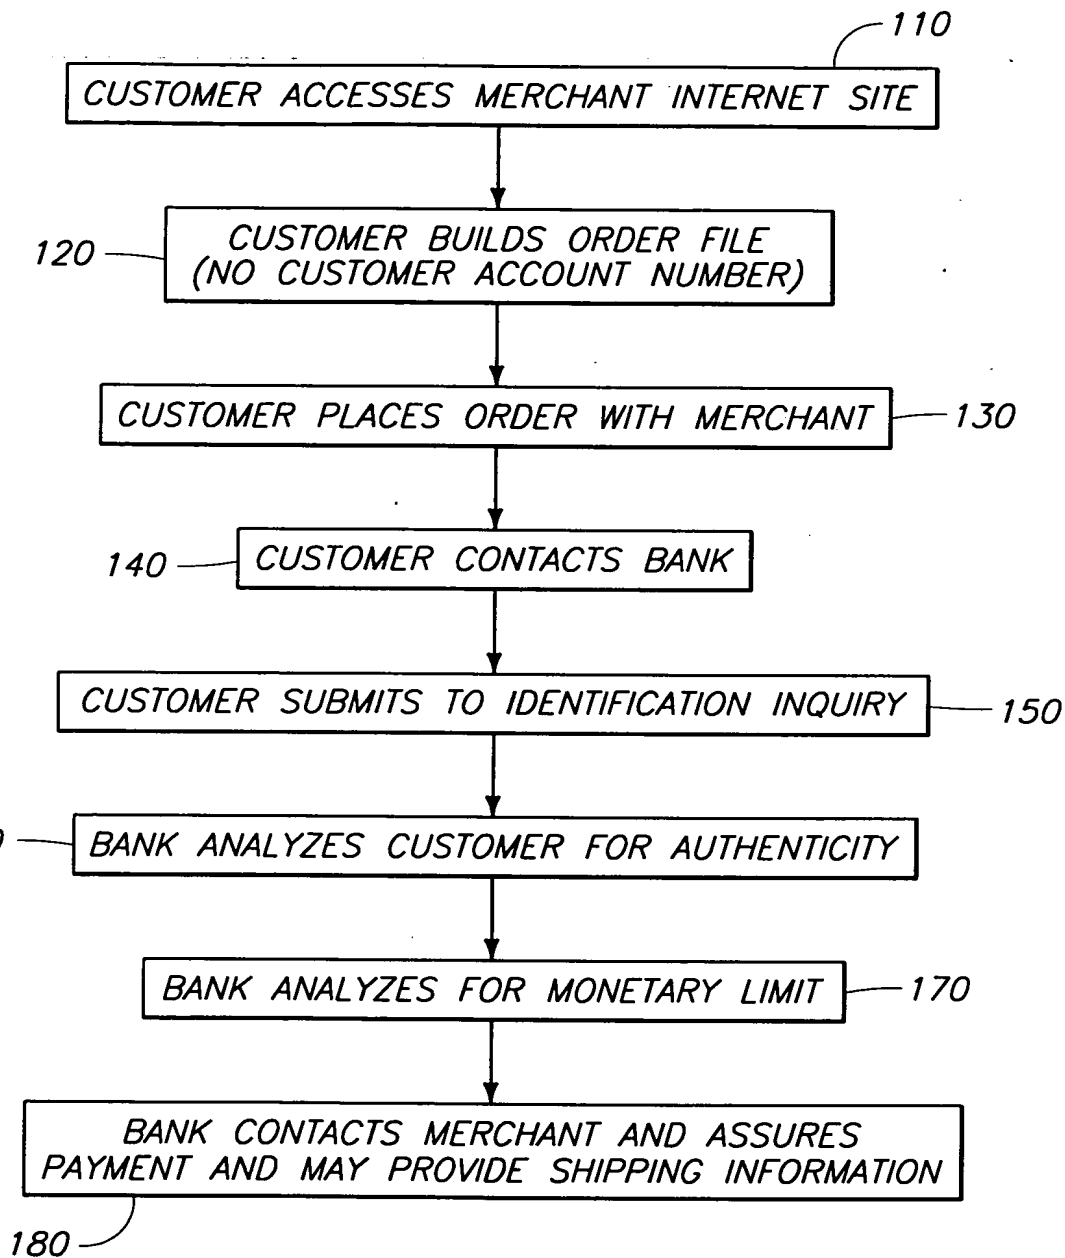 110
CUSTOMER ACCESSES MERCHANT INTERNET SITE
120
CUSTOMER BUILDS ORDER FILE
(NO CUSTOMER ACCOUNT NUMBER)
CUSTOMER PLACES ORDER WITH MERCHANT
130
140
CUSTOMER CONTACTS BANK
CUSTOMER SUBMITS TO IDENTIFICATION INQUIRY
150
BANK ANALYZES CUSTOMER FOR AUTHENTICITY
BANK ANALYZES FOR MONETARY LIMIT
170
BANK CONTACTS MERCHANT AND ASSURES
PAYMENT AND MAY PROVIDE SHIPPING INFORMATION
180